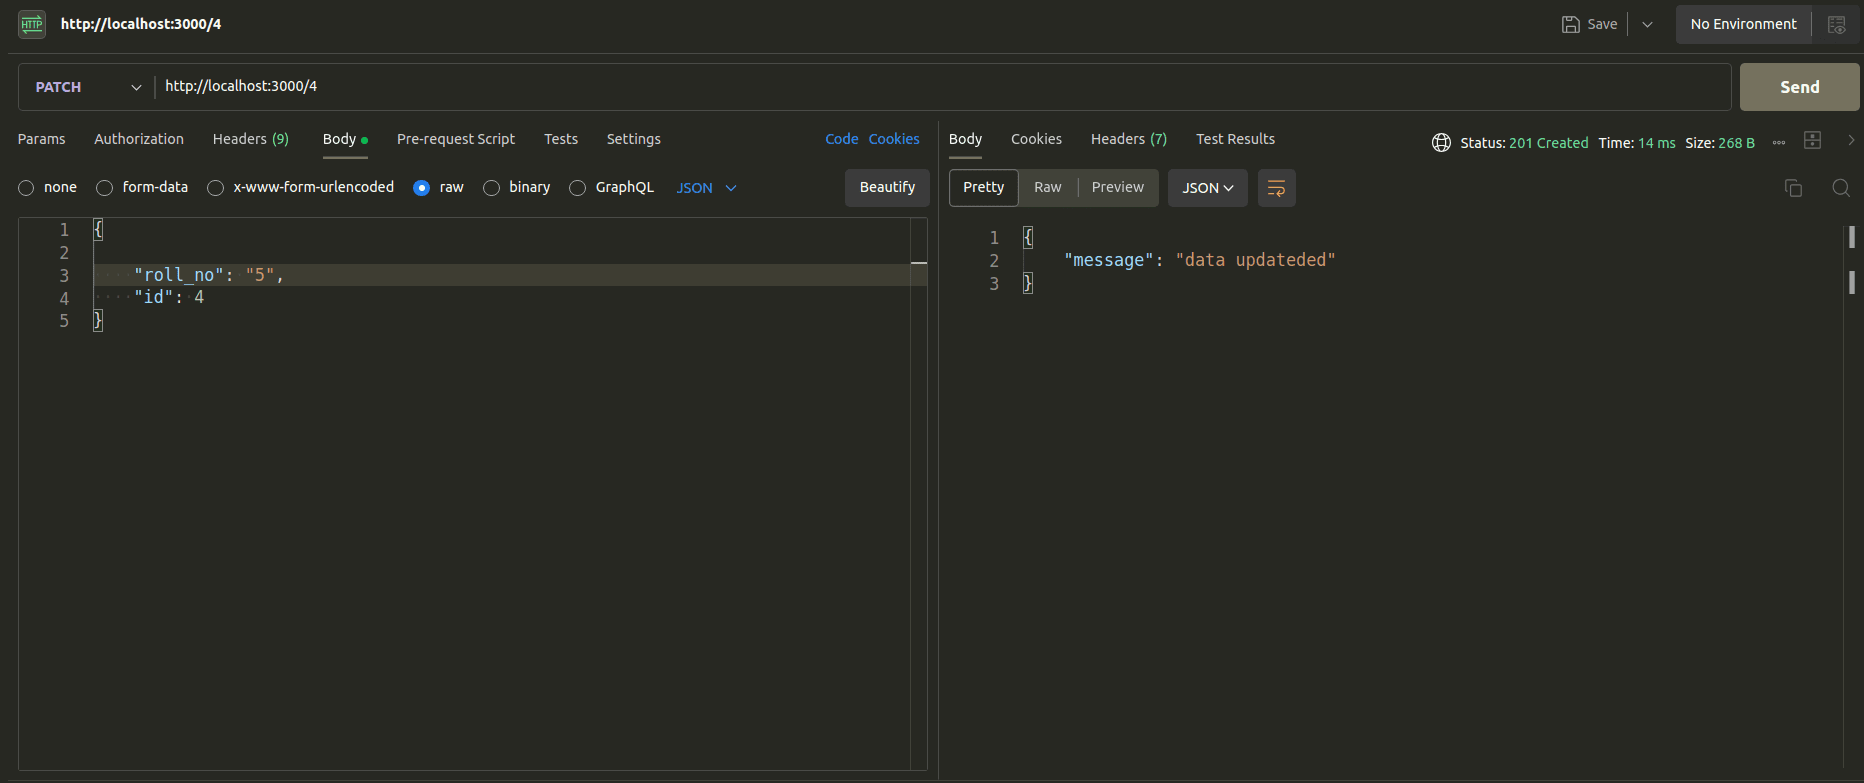 HTTP http://localhost:3000/4 Save No Environment
PATCH http://localhost:3000/4 Send
Params Authorization Headers (9) Body Pre-request Script Tests Settings Code Cookies
none form-data x-www-form-urlencoded raw binary GraphQL JSON Beautify
1 {
2
3 "roll_no": "5",
4 "id": 4
5 }
Body Cookies Headers (7) Test Results Status: 201 Created Time: 14 ms Size: 268 B
Pretty Raw Preview JSON
1 {
2 "message": "data updateded"
3 }